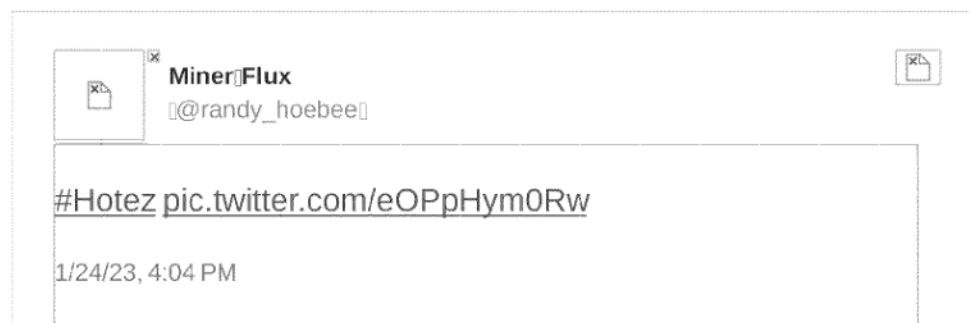 Miner▯Flux
▯@randy_hoebee▯
#Hotez pic.twitter.com/eOPpHym0Rw
1/24/23, 4:04 PM